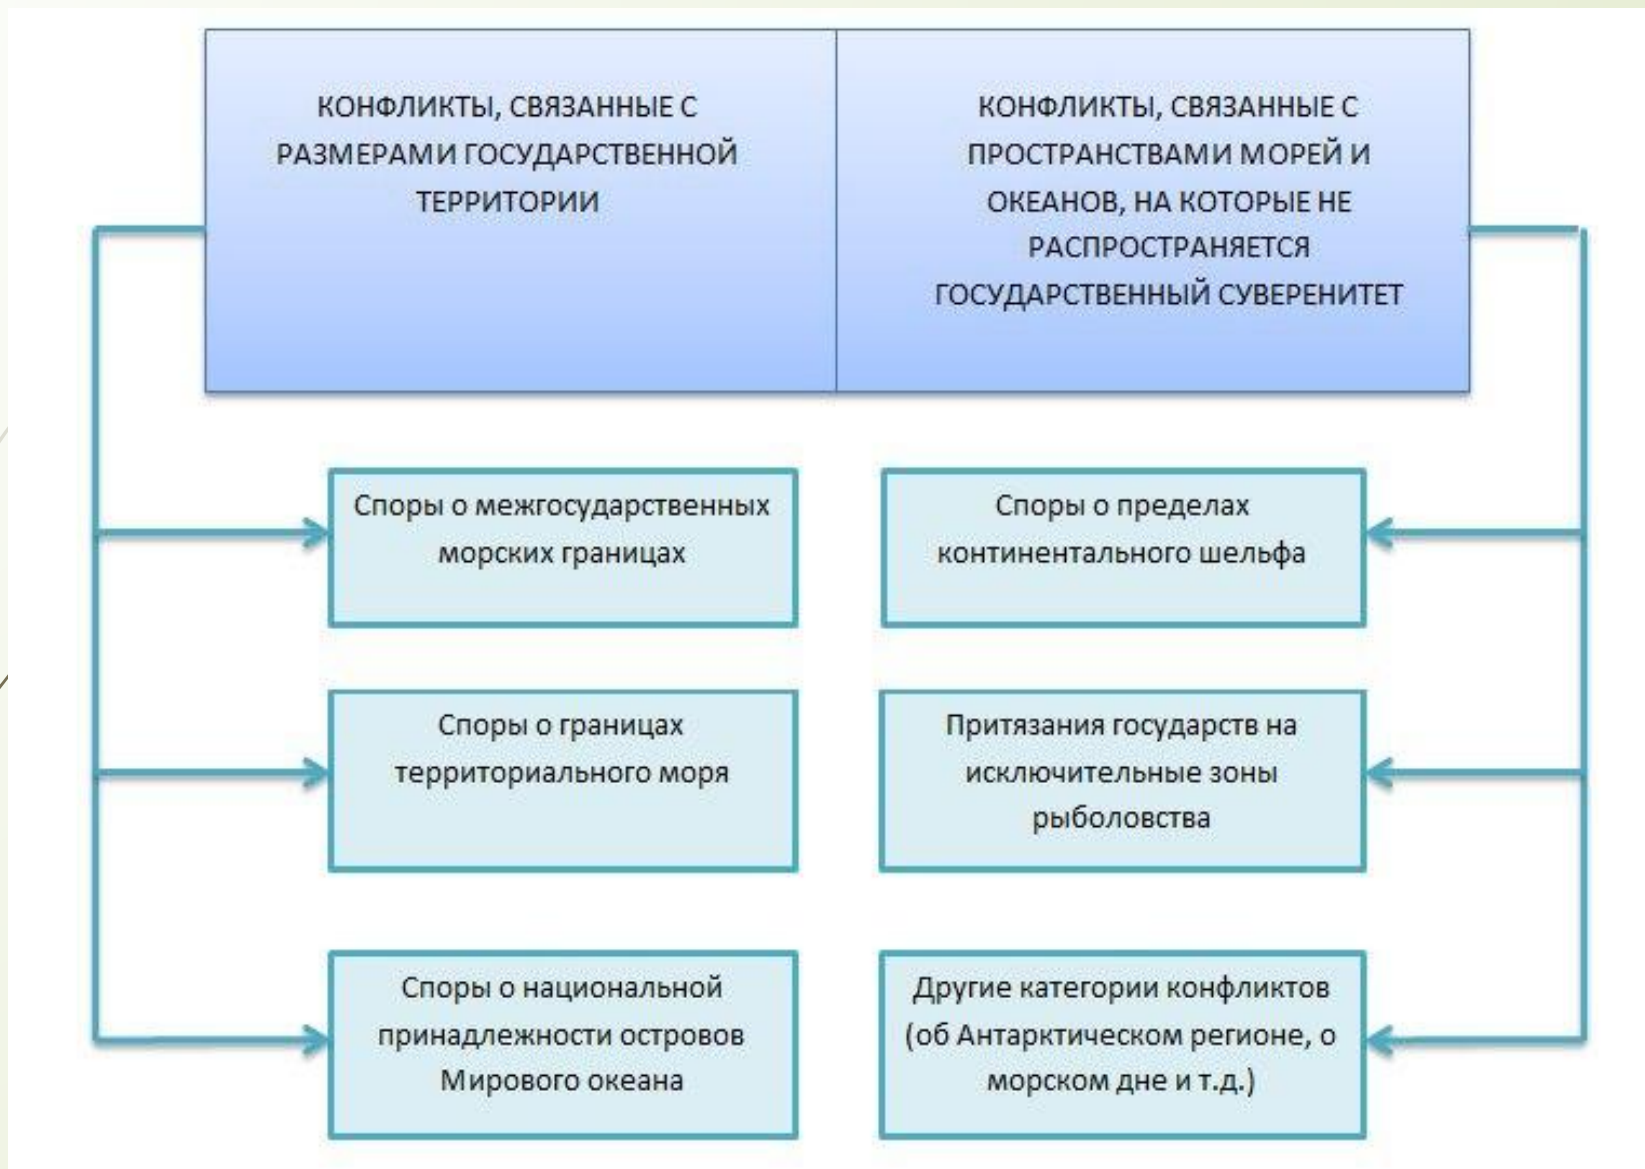 КОНФЛИКТЫ, СВЯЗАННЫЕ С
РАЗМЕРАМИ ГОСУДАРСТВЕННОЙ
ТЕРРИТОРИИ
КОНФЛИКТЫ, СВЯЗАННЫЕ С
ПРОСТРАНСТВАМИ МОРЕЙ И
ОКЕАНОВ, НА КОТОРЫЕ НЕ
РАСПРОСТРАНЯЕТСЯ
ГОСУДАРСТВЕННЫЙ СУВЕРЕНИТЕТ
Споры о межгосударственных
морских границах
Споры о пределах
континентального шельфа
Споры о границах
территориального моря
Притязания государств на
исключительные зоны
рыболовства
Споры о национальной
принадлежности островов
Мирового океана
Другие категории конфликтов
(об Антарктическом регионе, о
морском дне и т.д.)